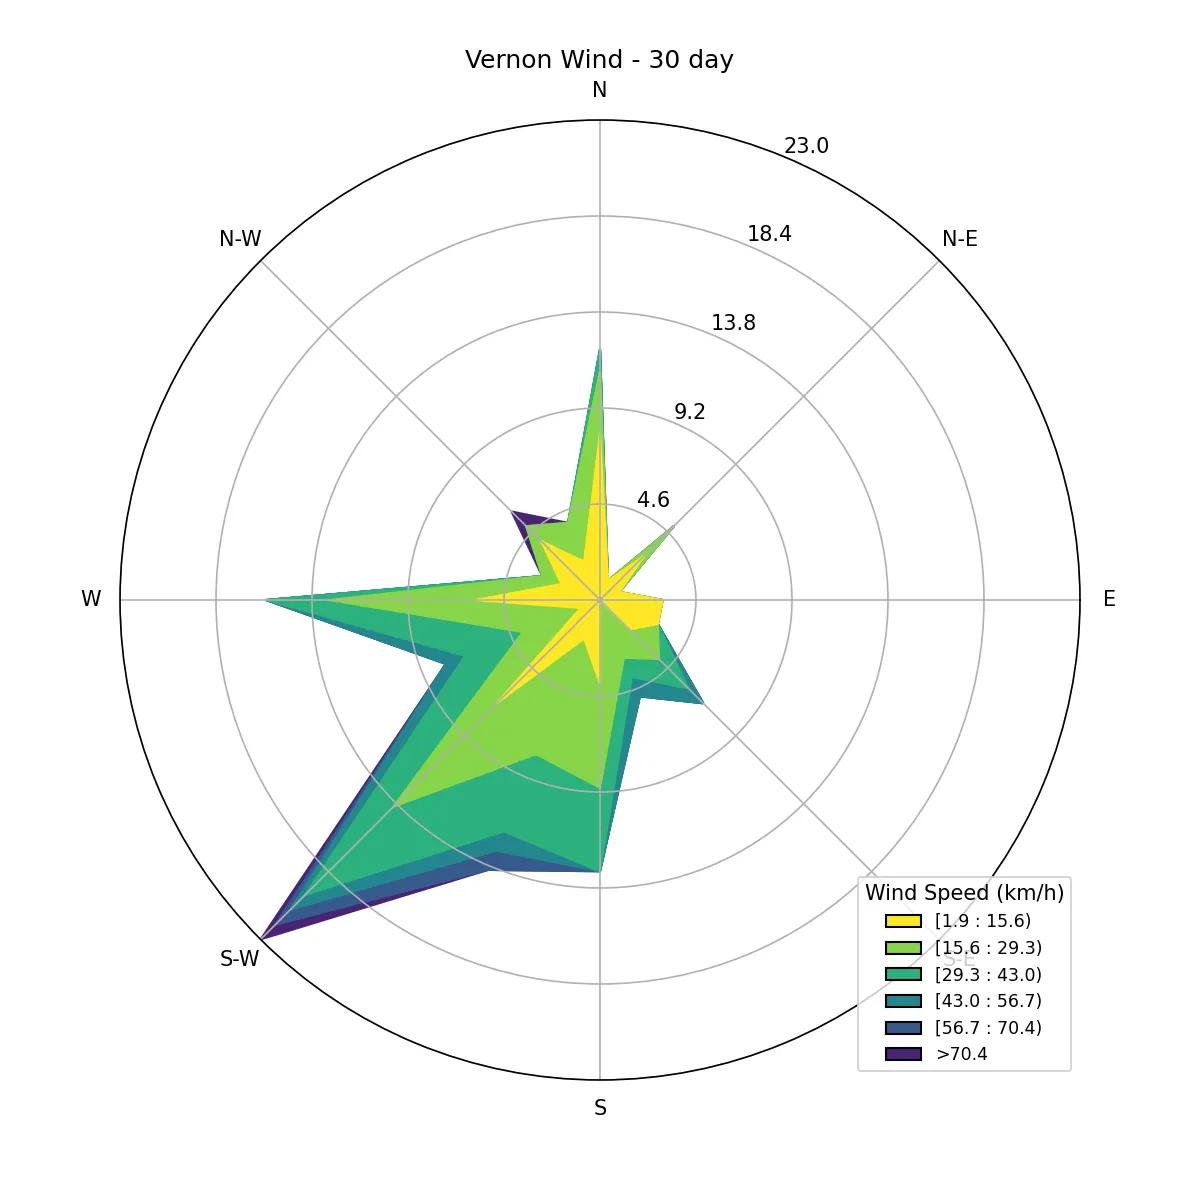 Vernon Wind - 30 day
N
23.0
N-W
18.4
N-E
13.8
9.2
4.6
W
E
S-W
S-E
S
Wind Speed (km/h)
[1.9 : 15.6)
[15.6 : 29.3)
[29.3 : 43.0)
[43.0 : 56.7)
[56.7 : 70.4)
>70.4